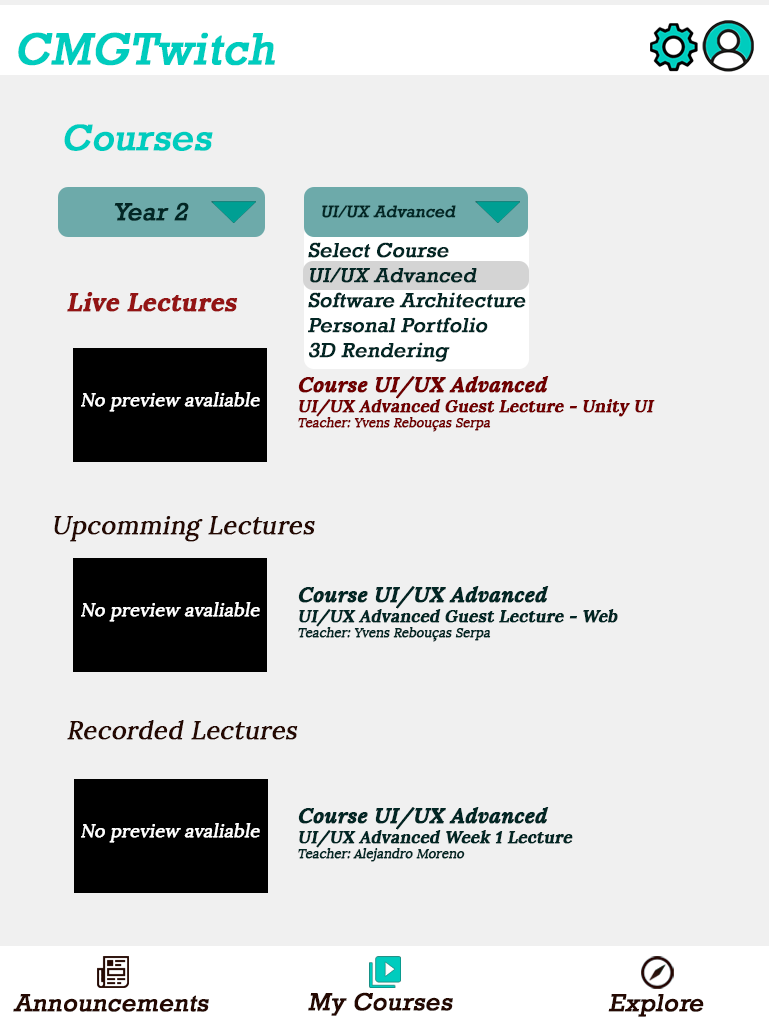 CMGTwitch
Courses
Year 2
UI/UX Advanced
Select Course
UI/UX Advanced
Software Architecture
Personal Portfolio
3D Rendering
Live Lectures
No preview avaliable
Course UI/UX Advanced
UI/UX Advanced Guest Lecture - Unity UI
Teacher: Yvens Rebouças Serpa
Upcomming Lectures
No preview avaliable
Course UI/UX Advanced
UI/UX Advanced Guest Lecture - Web
Teacher: Yvens Rebouças Serpa
Recorded Lectures
No preview avaliable
Course UI/UX Advanced
UI/UX Advanced Week 1 Lecture
Teacher: Alejandro Moreno
Announcements
My Courses
Explore